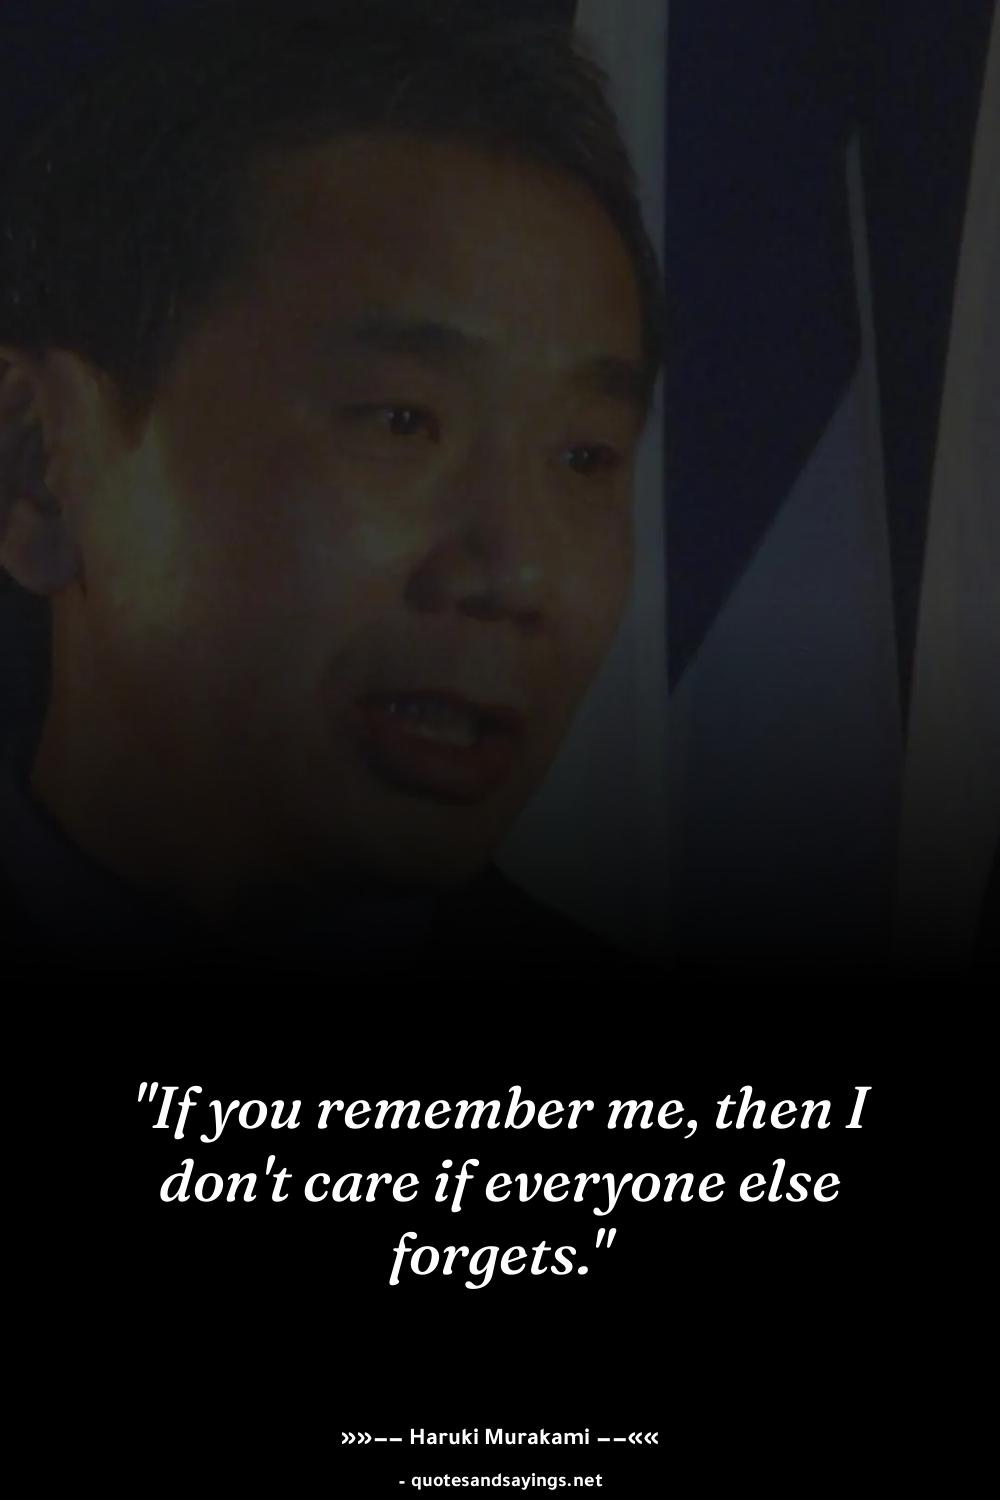 "If you remember me, then I
don't care if everyone else
forgets."
»»−− Haruki Murakami −−««
- quotesandsayings.net